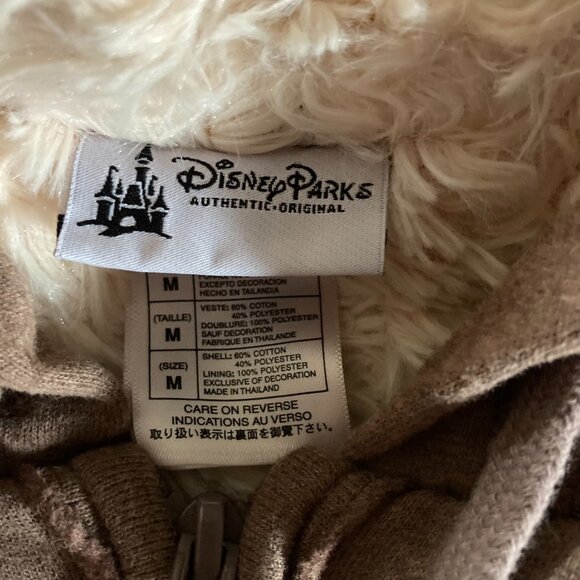 Disney Parks
AUTHENTIC·ORIGINAL
M
EXCEPTO DECORACION
HECHO EN TAILANDIA
(TAILLE)
M
VESTE: 60% COTON
40% POLYESTER
DOUBLURE: 100% POLYESTER
SAUF DECORATION
FABRIQUE EN THAILANDE
(SIZE)
M
SHELL: 60% COTTON
40% POLYESTER
LINING: 100% POLYESTER
EXCLUSIVE OF DECORATION
MADE IN THAILAND
CARE ON REVERSE
INDICATIONS AU VERSO
取り扱い表示は裏面を御覧下さい.